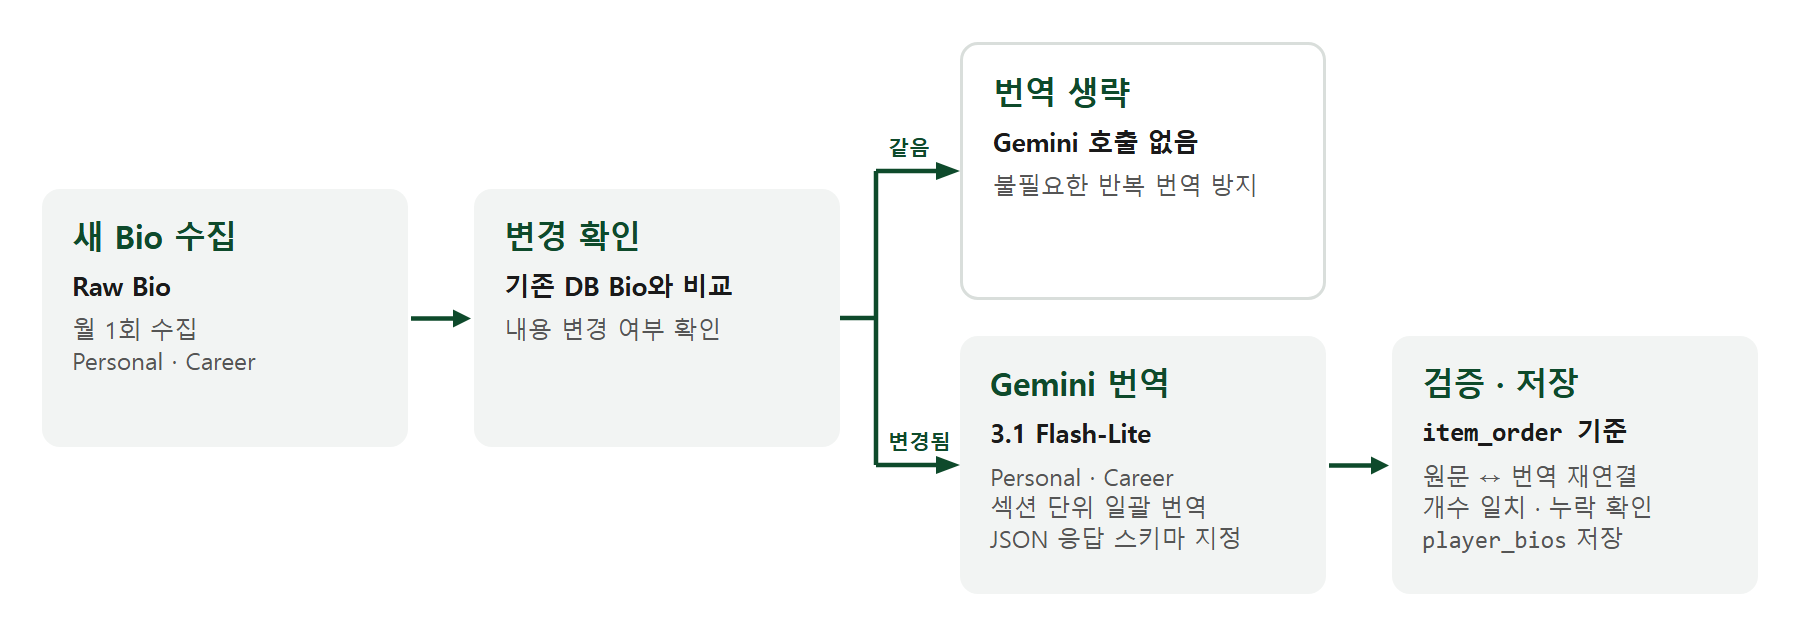 새 Bio 수집
Raw Bio
월 1회 수집
Personal · Career
변경 확인
기존 DB Bio와 비교
내용 변경 여부 확인
같음
번역 생략
Gemini 호출 없음
불필요한 반복 번역 방지
변경됨
Gemini 번역
3.1 Flash-Lite
Personal · Career
섹션 단위 일괄 번역
JSON 응답 스키마 지정
검증 · 저장
item_order 기준
원문 ↔ 번역 재연결
개수 일치 · 누락 확인
player_bios 저장